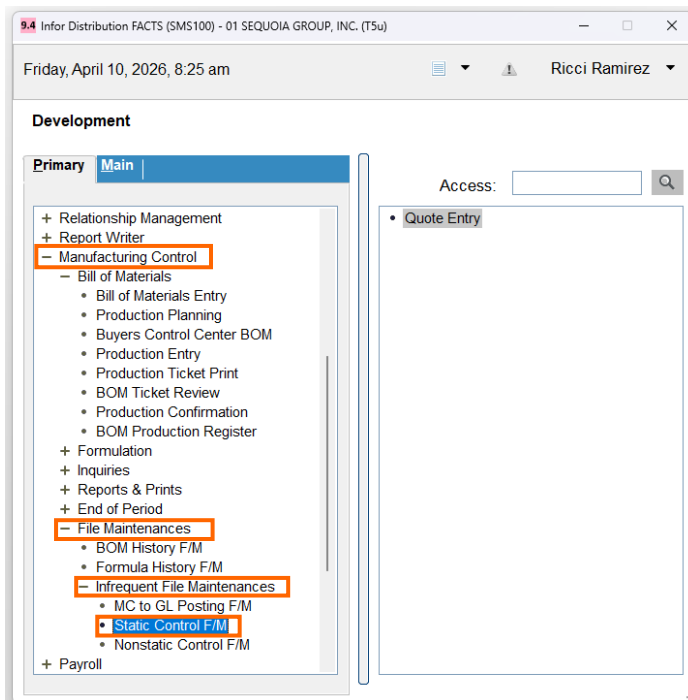 9.4 Infor Distribution FACTS (SMS100) - 01 SEQUOIA GROUP, INC. (T5u)
Friday, April 10, 2026, 8:25 am
Ricci Ramirez
Development
Primary Main
Access:
+ Relationship Management
+ Report Writer
− Manufacturing Control
− Bill of Materials
• Bill of Materials Entry
• Production Planning
• Buyers Control Center BOM
• Production Entry
• Production Ticket Print
• BOM Ticket Review
• Production Confirmation
• BOM Production Register
+ Formulation
+ Inquiries
+ Reports & Prints
+ End of Period
− File Maintenances
• BOM History F/M
• Formula History F/M
− Infrequent File Maintenances
• MC to GL Posting F/M
• Static Control F/M
• Nonstatic Control F/M
+ Payroll
• Quote Entry